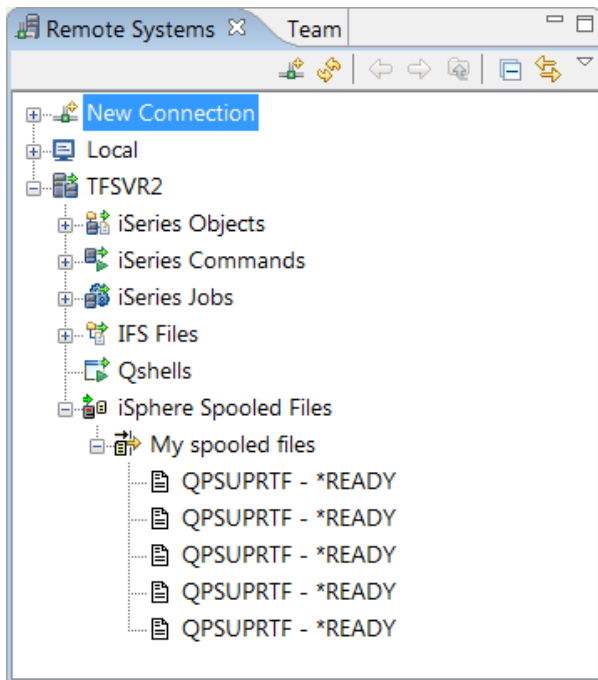 Remote Systems Team
New Connection
Local
TFSVR2
iSeries Objects
iSeries Commands
iSeries Jobs
IFS Files
Qshells
iSphere Spooled Files
My spooled files
QPSUPRTF - *READY
QPSUPRTF - *READY
QPSUPRTF - *READY
QPSUPRTF - *READY
QPSUPRTF - *READY